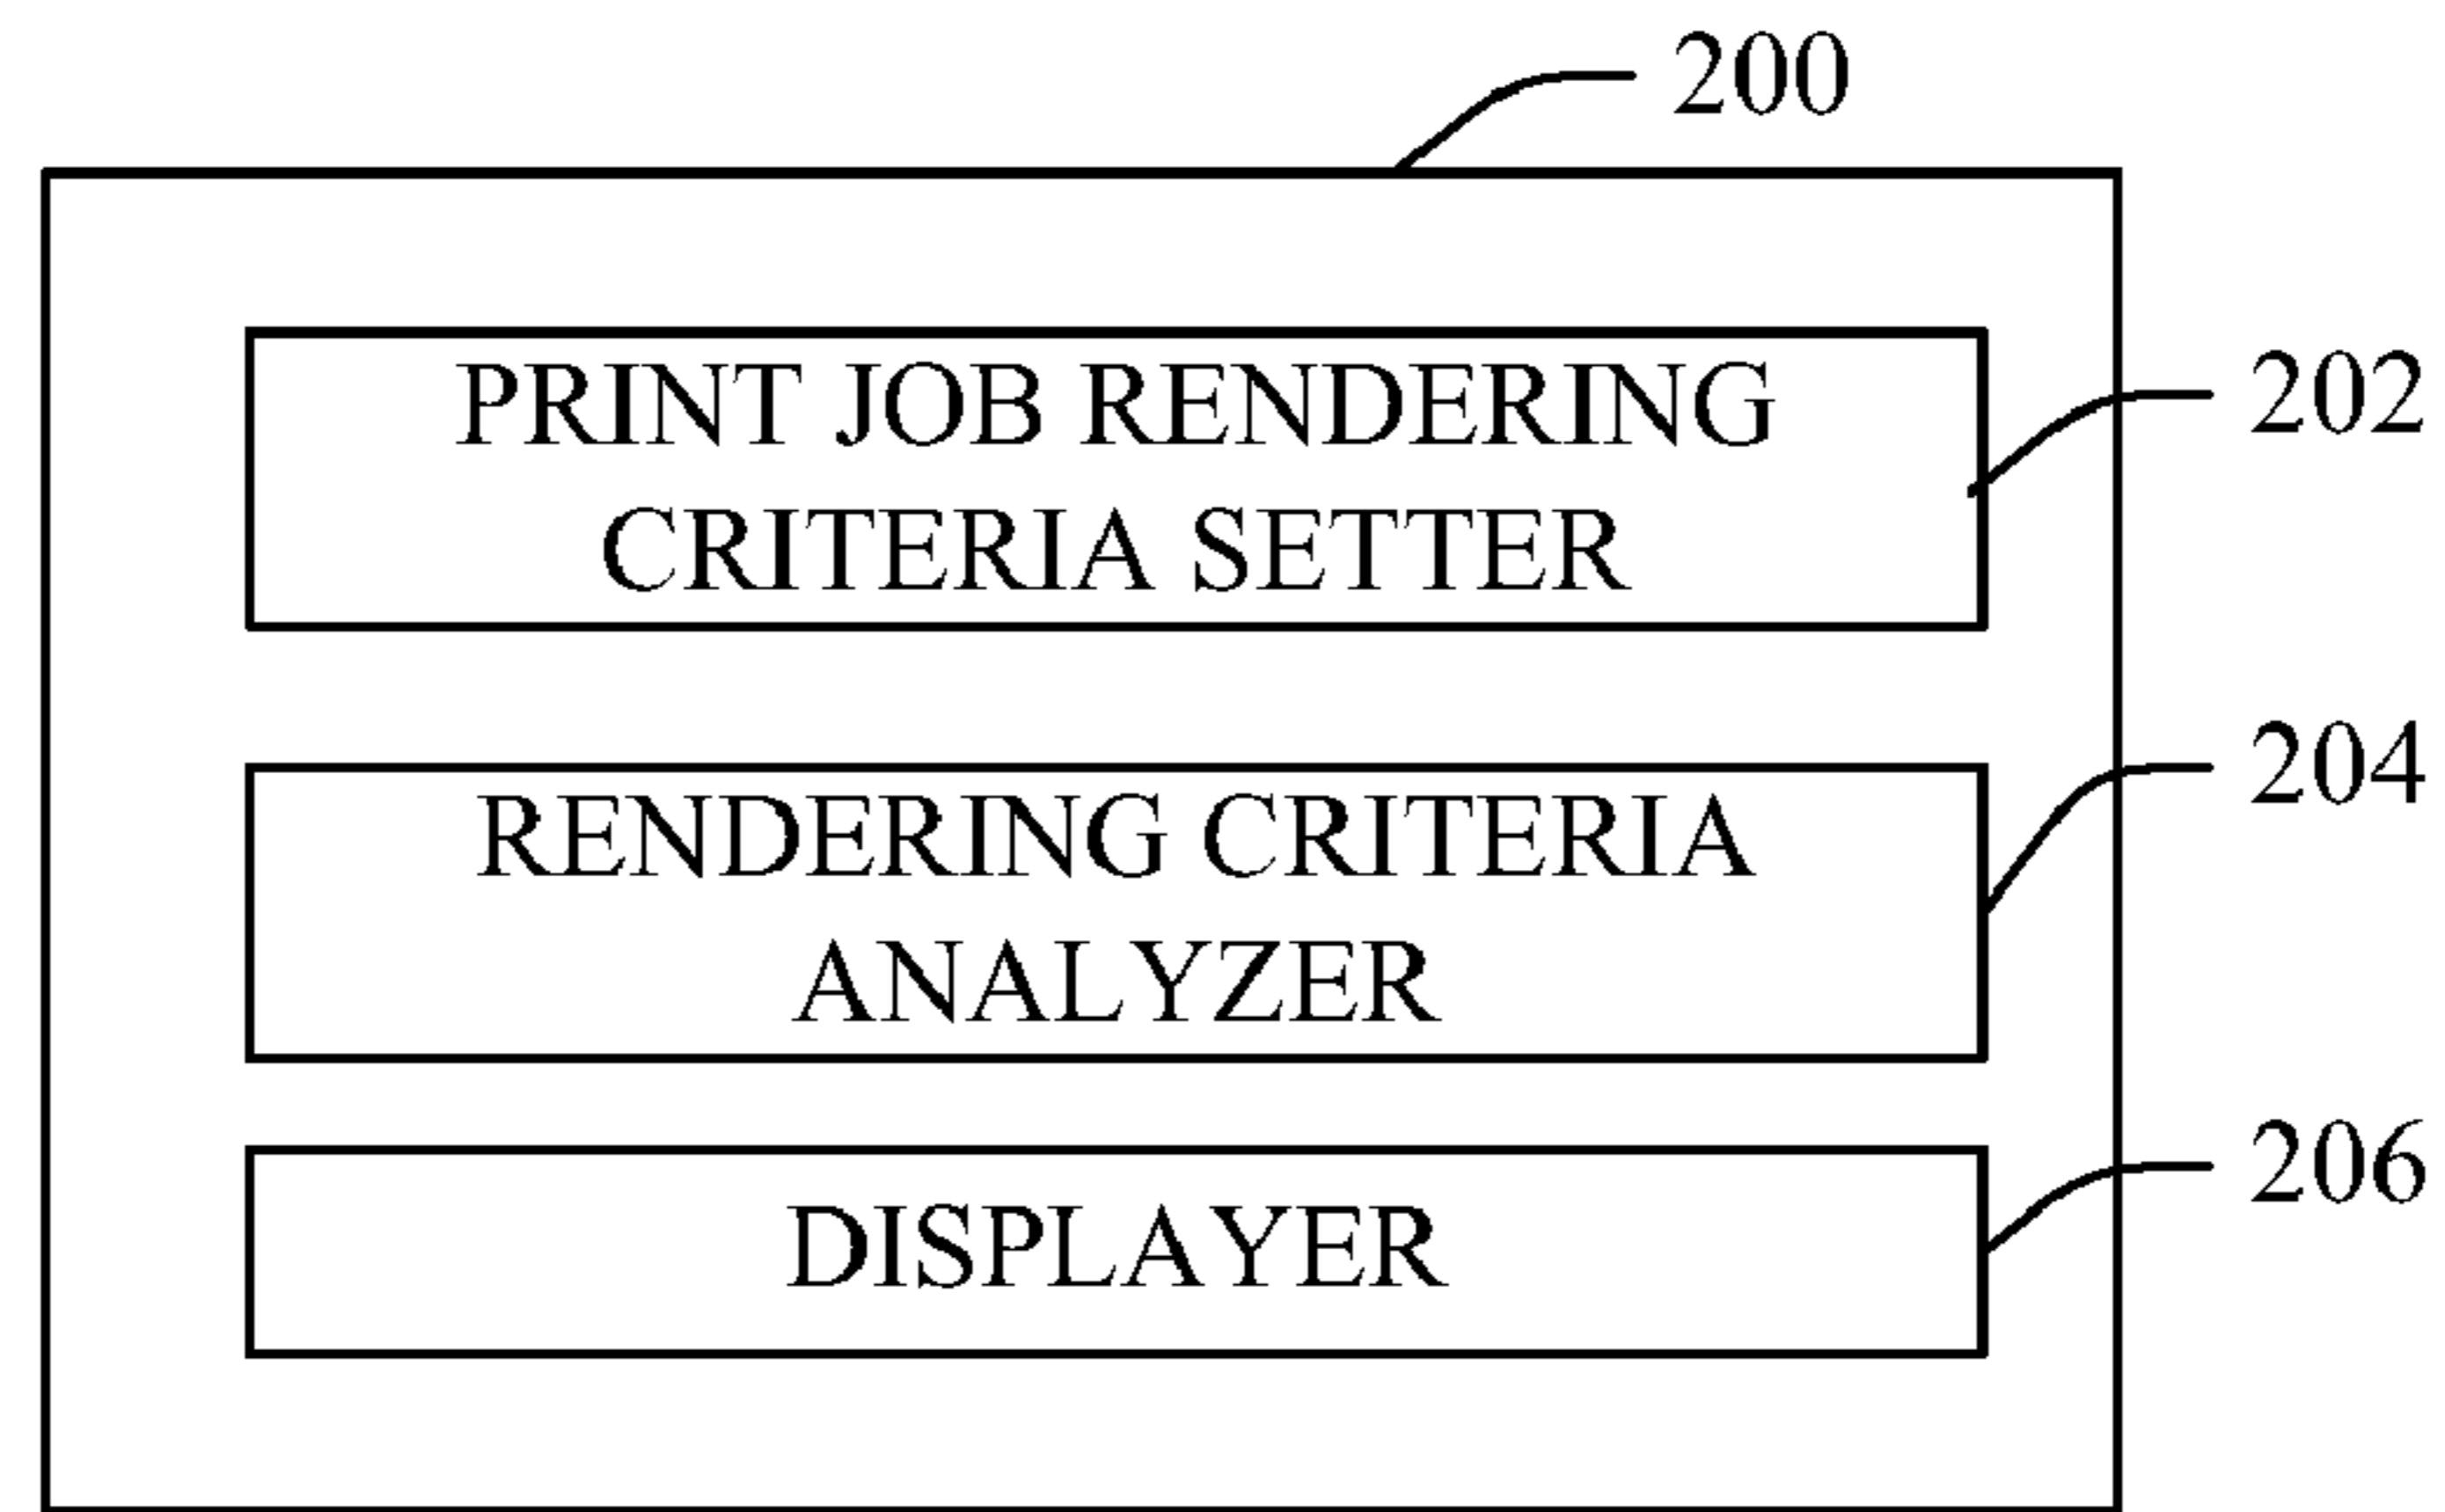 200
PRINT JOB RENDERING
CRITERIA SETTER
202
RENDERING CRITERIA
ANALYZER
204
DISPLAYER
206